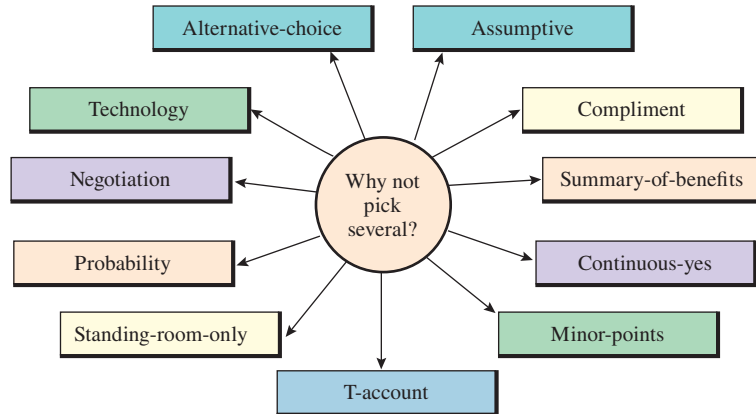 Alternative-choice
Assumptive
Technology
Compliment
Negotiation
Why not
pick
several?
Summary-of-benefits
Probability
Continuous-yes
Standing-room-only
Minor-points
T-account